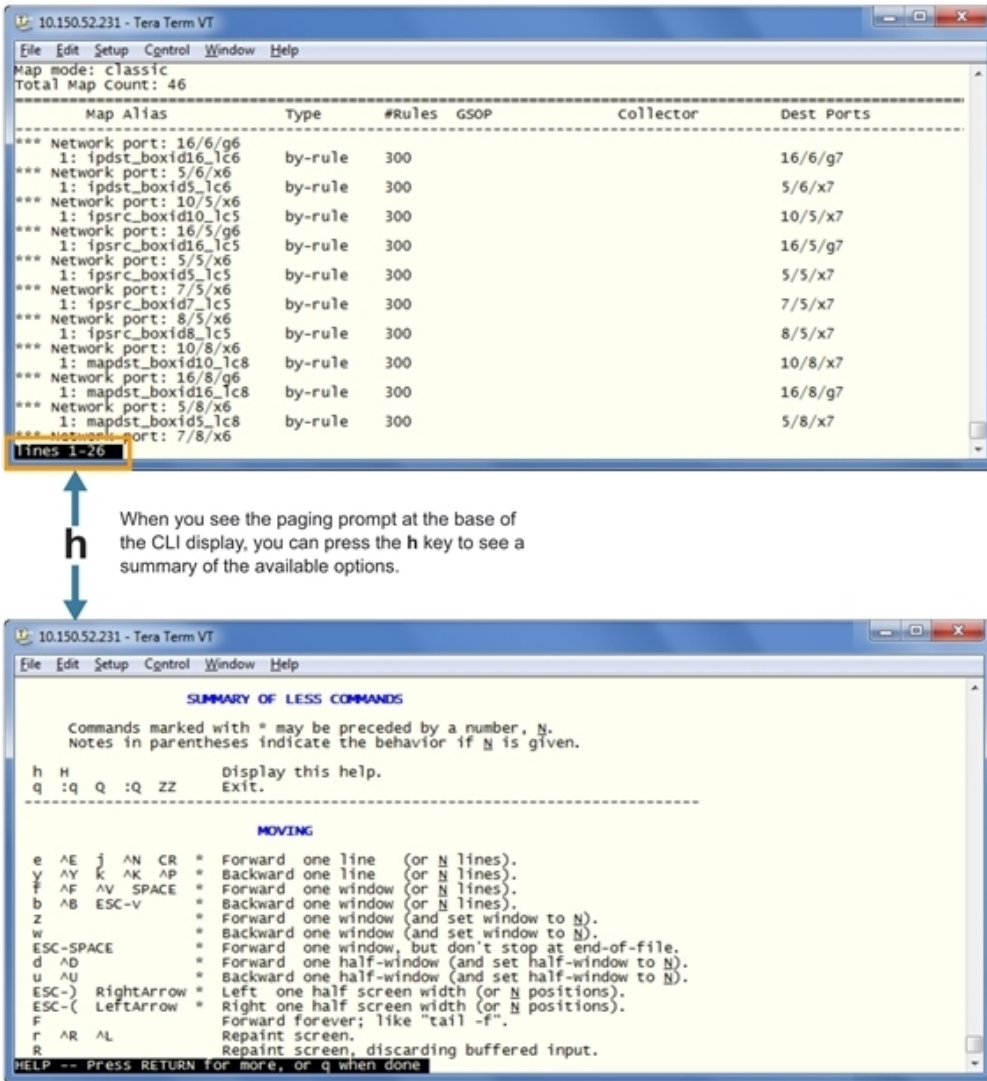 10.150.52.231 - Tera Term VT
File Edit Setup Control Window Help
Map mode: classic
Total Map Count: 46
================================================================================
Map Alias Type #Rules GSOP Collector Dest Ports
--------------------------------------------------------------------------------
*** Network port: 16/6/g6
1: ipdst_boxid16_lc6 by-rule 300 16/6/g7
*** Network port: 5/6/x6
1: ipdst_boxid5_lc6 by-rule 300 5/6/x7
*** Network port: 10/5/x6
1: ipsrc_boxid10_lc5 by-rule 300 10/5/x7
*** Network port: 16/5/g6
1: ipsrc_boxid16_lc5 by-rule 300 16/5/g7
*** Network port: 5/5/x6
1: ipsrc_boxid5_lc5 by-rule 300 5/5/x7
*** Network port: 7/5/x6
1: ipsrc_boxid7_lc5 by-rule 300 7/5/x7
*** Network port: 8/5/x6
1: ipsrc_boxid8_lc5 by-rule 300 8/5/x7
*** Network port: 10/8/x6
1: mapdst_boxid10_lc8 by-rule 300 10/8/x7
*** Network port: 16/8/g6
1: mapdst_boxid16_lc8 by-rule 300 16/8/g7
*** Network port: 5/8/x6
1: mapdst_boxid5_lc8 by-rule 300 5/8/x7
*** Network port: 7/8/x6
lines 1-26
h
When you see the paging prompt at the base of
the CLI display, you can press the h key to see a
summary of the available options.
10.150.52.231 - Tera Term VT
File Edit Setup Control Window Help
SUMMARY OF LESS COMMANDS
Commands marked with * may be preceded by a number, N.
Notes in parentheses indicate the behavior if N is given.
h H Display this help.
q :q Q :Q ZZ Exit.
--------------------------------------------------------------------------------
MOVING
e ^E j ^N CR * Forward one line (or N lines).
y ^Y k ^K ^P * Backward one line (or N lines).
f ^F ^V SPACE * Forward one window (or N lines).
b ^B ESC-v * Backward one window (or N lines).
z * Forward one window (and set window to N).
w * Backward one window (and set window to N).
ESC-SPACE * Forward one window, but don't stop at end-of-file.
d ^D * Forward one half-window (and set half-window to N).
u ^U * Backward one half-window (and set half-window to N).
ESC-) RightArrow * Left one half screen width (or N positions).
ESC-( LeftArrow * Right one half screen width (or N positions).
F Forward forever; like "tail -f".
r ^R ^L Repaint screen.
R Repaint screen, discarding buffered input.
HELP -- Press RETURN for more, or q when done